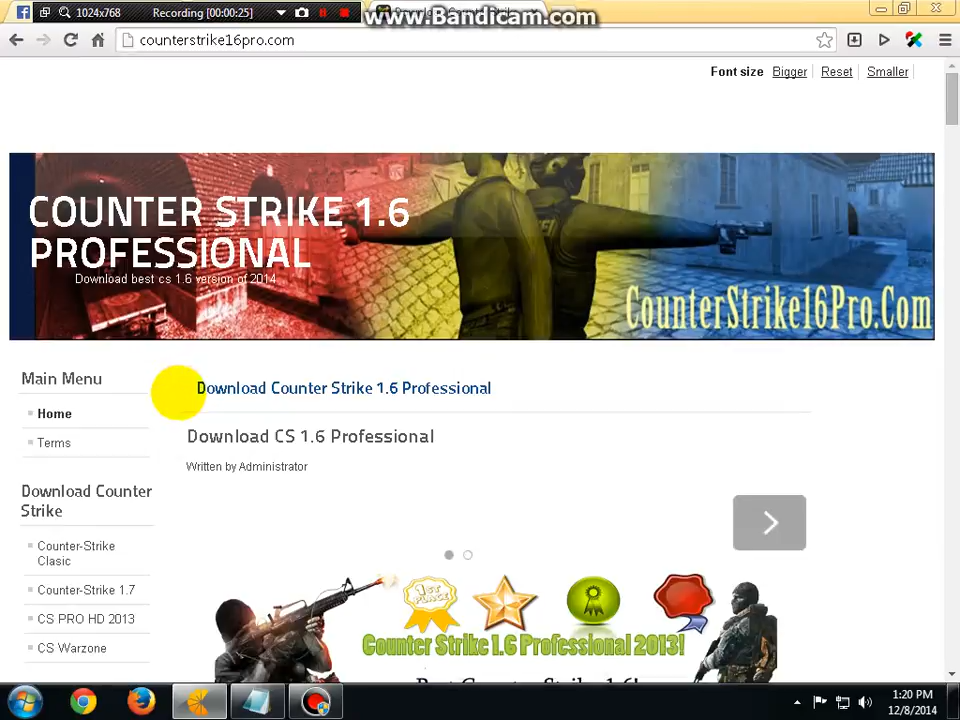 1024x768 Recording [00:00:25]
www.Bandicam.com
counterstrike16pro.com
Font size Bigger Reset Smaller
COUNTER STRIKE 1.6
PROFESSIONAL
Download best cs 1.6 version of 2014
CounterStrike16Pro.Com
Main Menu
Home
Terms
Download Counter
Strike
Counter-Strike
Clasic
Counter-Strike 1.7
CS PRO HD 2013
CS Warzone
Download Counter Strike 1.6 Professional
Download CS 1.6 Professional
Written by Administrator
1ST
PLACE
Counter Strike 1.6 Professional 2013!
1:20 PM
12/8/2014